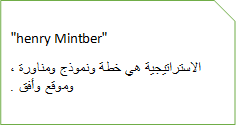 "henry Mintber"
الاستراتيجية هي خطة ونموذج ومناورة ،
وموقع وأفق .